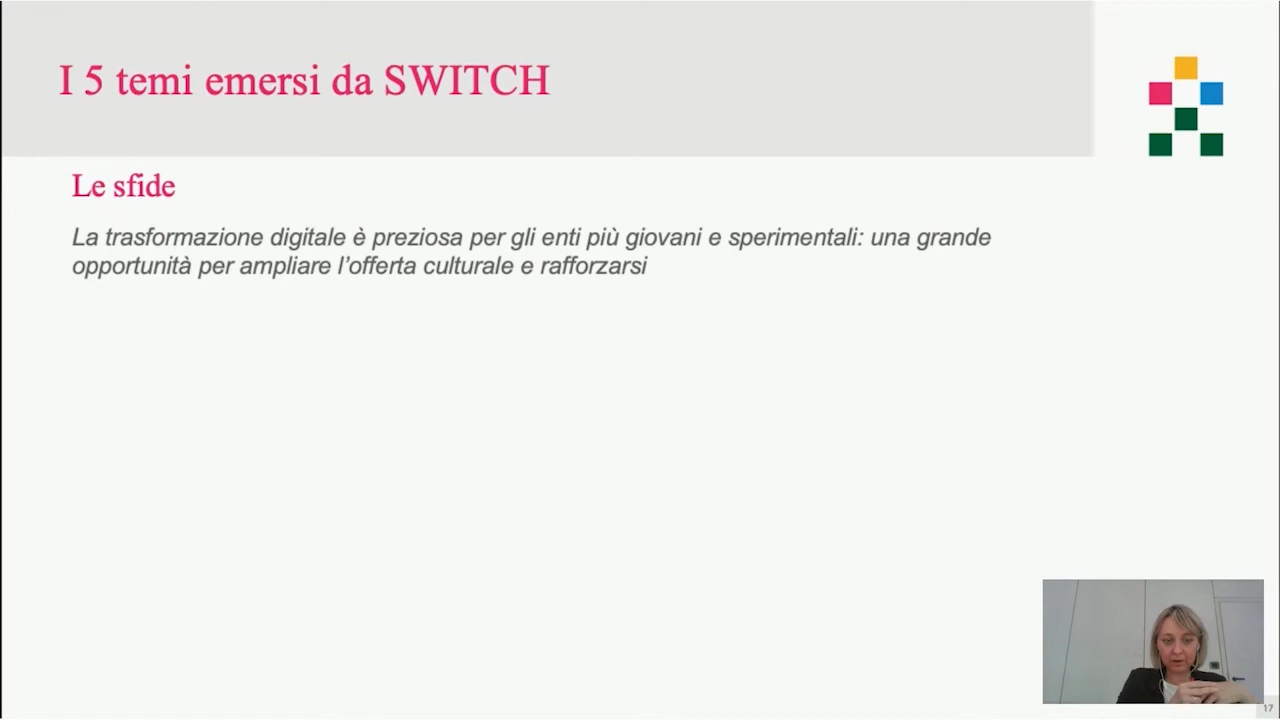 I 5 temi emersi da SWITCH
Le sfide
La trasformazione digitale è preziosa per gli enti più giovani e sperimentali: una grande
opportunità per ampliare l’offerta culturale e rafforzarsi
17